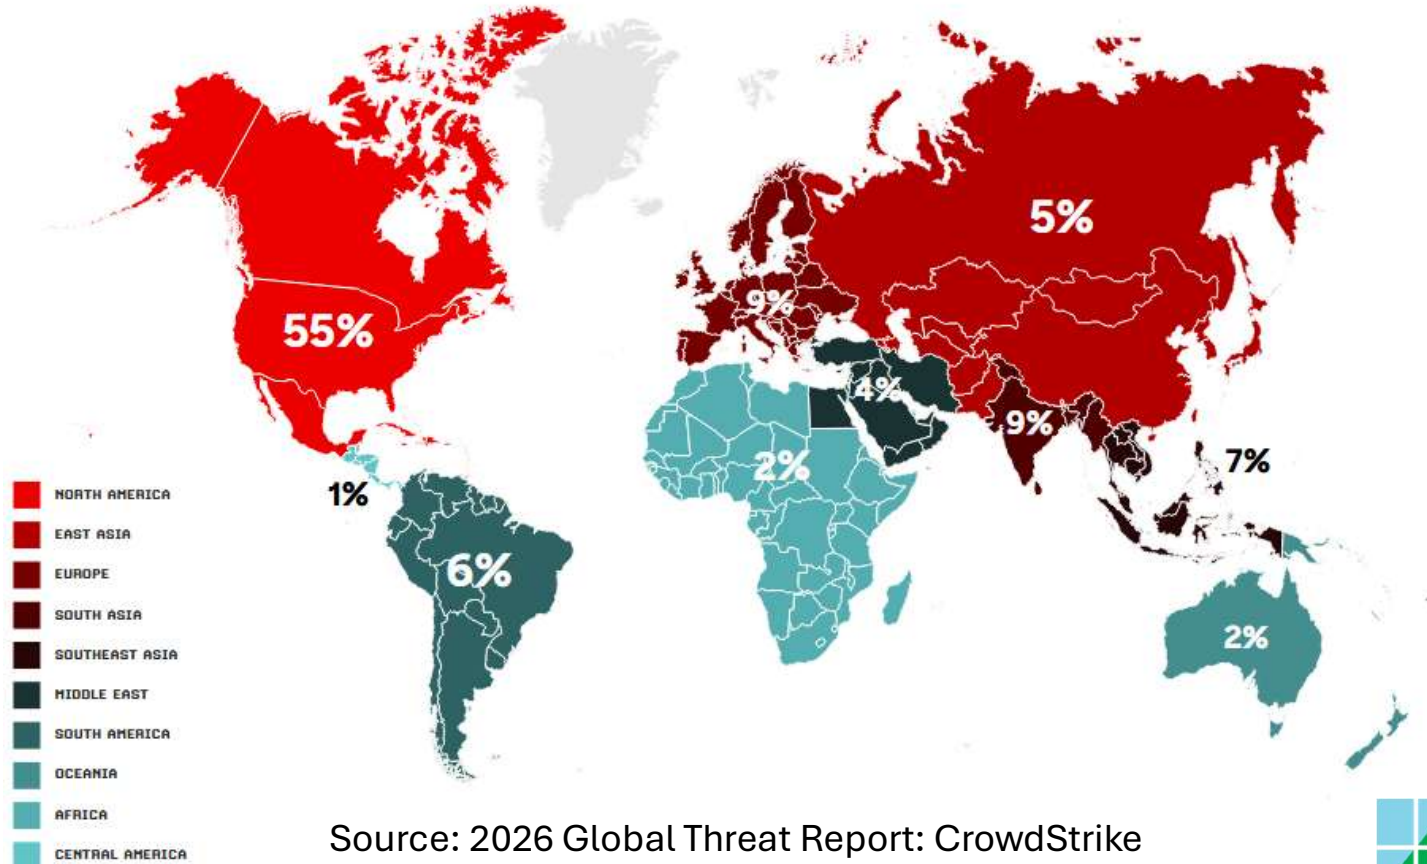 5%
9%
55%
4%
9%
7%
2%
1%
6%
2%
NORTH AMERICA
EAST ASIA
EUROPE
SOUTH ASIA
SOUTHEAST ASIA
MIDDLE EAST
SOUTH AMERICA
OCEANIA
AFRICA
CENTRAL AMERICA
Source: 2026 Global Threat Report: CrowdStrike